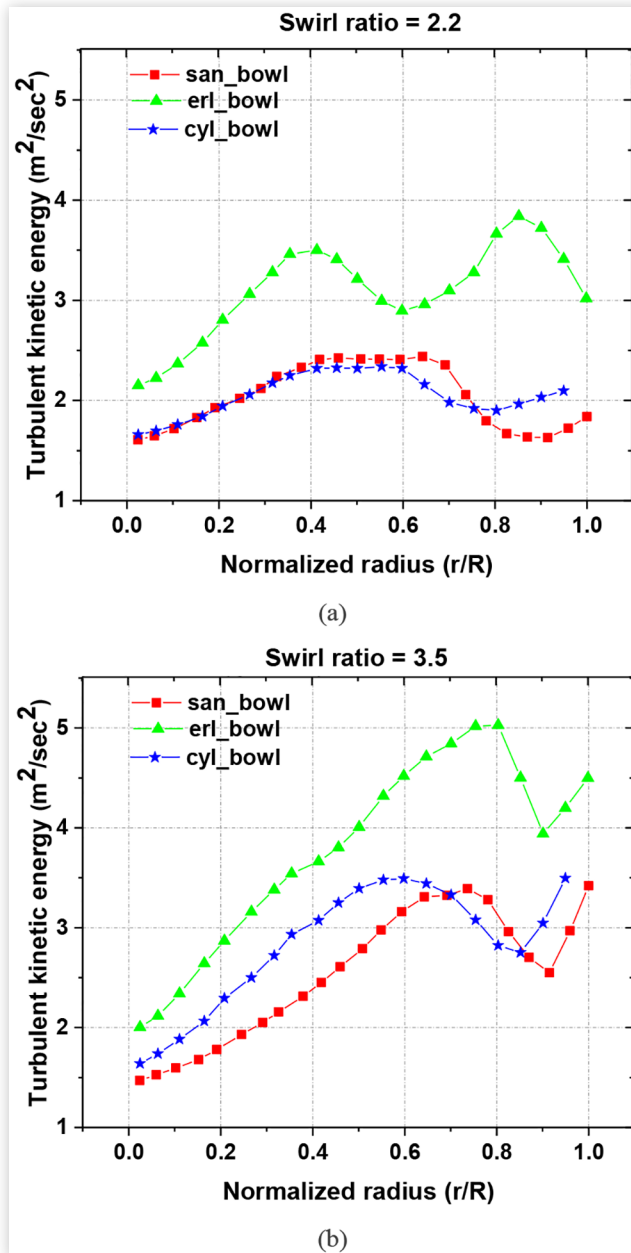 Swirl ratio = 2.2
san_bowl
erl_bowl
cyl_bowl
Turbulent kinetic energy (m²/sec²)
5
4
3
2
1
0.0 0.2 0.4 0.6 0.8 1.0
Normalized radius (r/R)
(a)
Swirl ratio = 3.5
san_bowl
erl_bowl
cyl_bowl
Turbulent kinetic energy (m²/sec²)
5
4
3
2
1
0.0 0.2 0.4 0.6 0.8 1.0
Normalized radius (r/R)
(b)